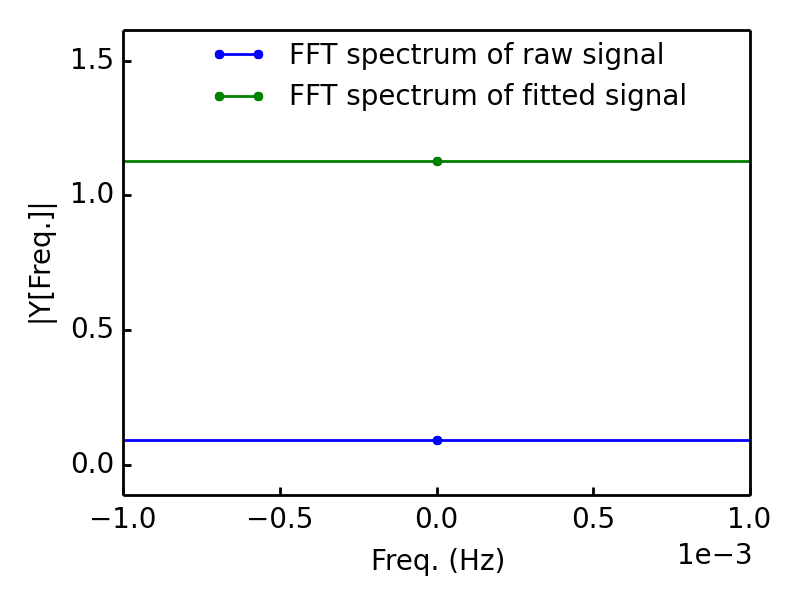 FFT spectrum of raw signal
FFT spectrum of fitted signal
1.5
1.0
0.5
0.0
|Y[Freq.]|
−1.0 −0.5 0.0 0.5 1.0
1e−3
Freq. (Hz)